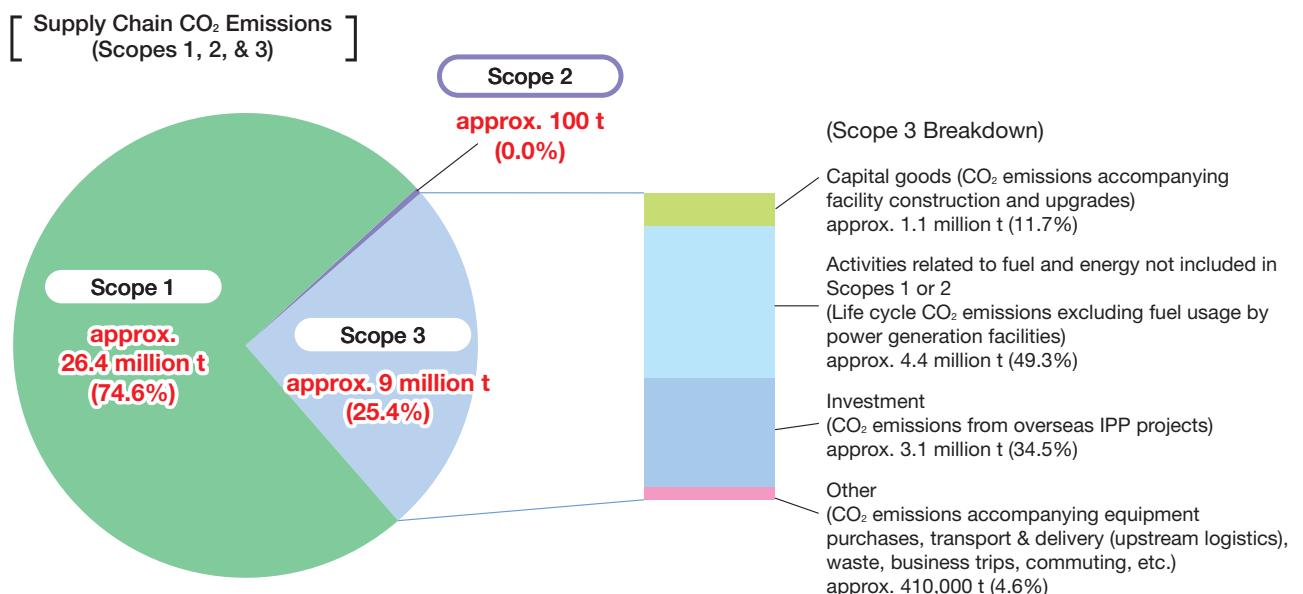 Supply Chain CO₂ Emissions
(Scopes 1, 2, & 3)
Scope 2
approx. 100 t
(0.0%)
Scope 1
approx.
26.4 million t
(74.6%)
Scope 3
approx. 9 million t
(25.4%)
(Scope 3 Breakdown)
Capital goods (CO₂ emissions accompanying
facility construction and upgrades)
approx. 1.1 million t (11.7%)
Activities related to fuel and energy not included in
Scopes 1 or 2
(Life cycle CO₂ emissions excluding fuel usage by
power generation facilities)
approx. 4.4 million t (49.3%)
Investment
(CO₂ emissions from overseas IPP projects)
approx. 3.1 million t (34.5%)
Other
(CO₂ emissions accompanying equipment
purchases, transport & delivery (upstream logistics),
waste, business trips, commuting, etc.)
approx. 410,000 t (4.6%)